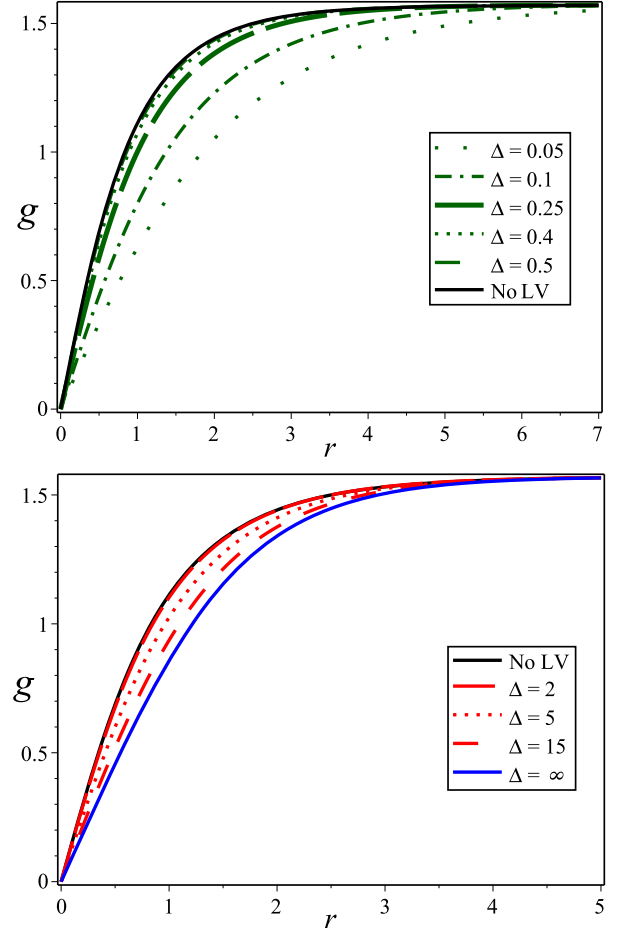 1.5
1
g
0.5
0
Δ = 0.05
Δ = 0.1
Δ = 0.25
Δ = 0.4
Δ = 0.5
No LV
0 1 2 3 4 5 6 7
r
1.5
1
g
0.5
0
No LV
Δ = 2
Δ = 5
Δ = 15
Δ = ∞
0 1 2 3 4 5
r